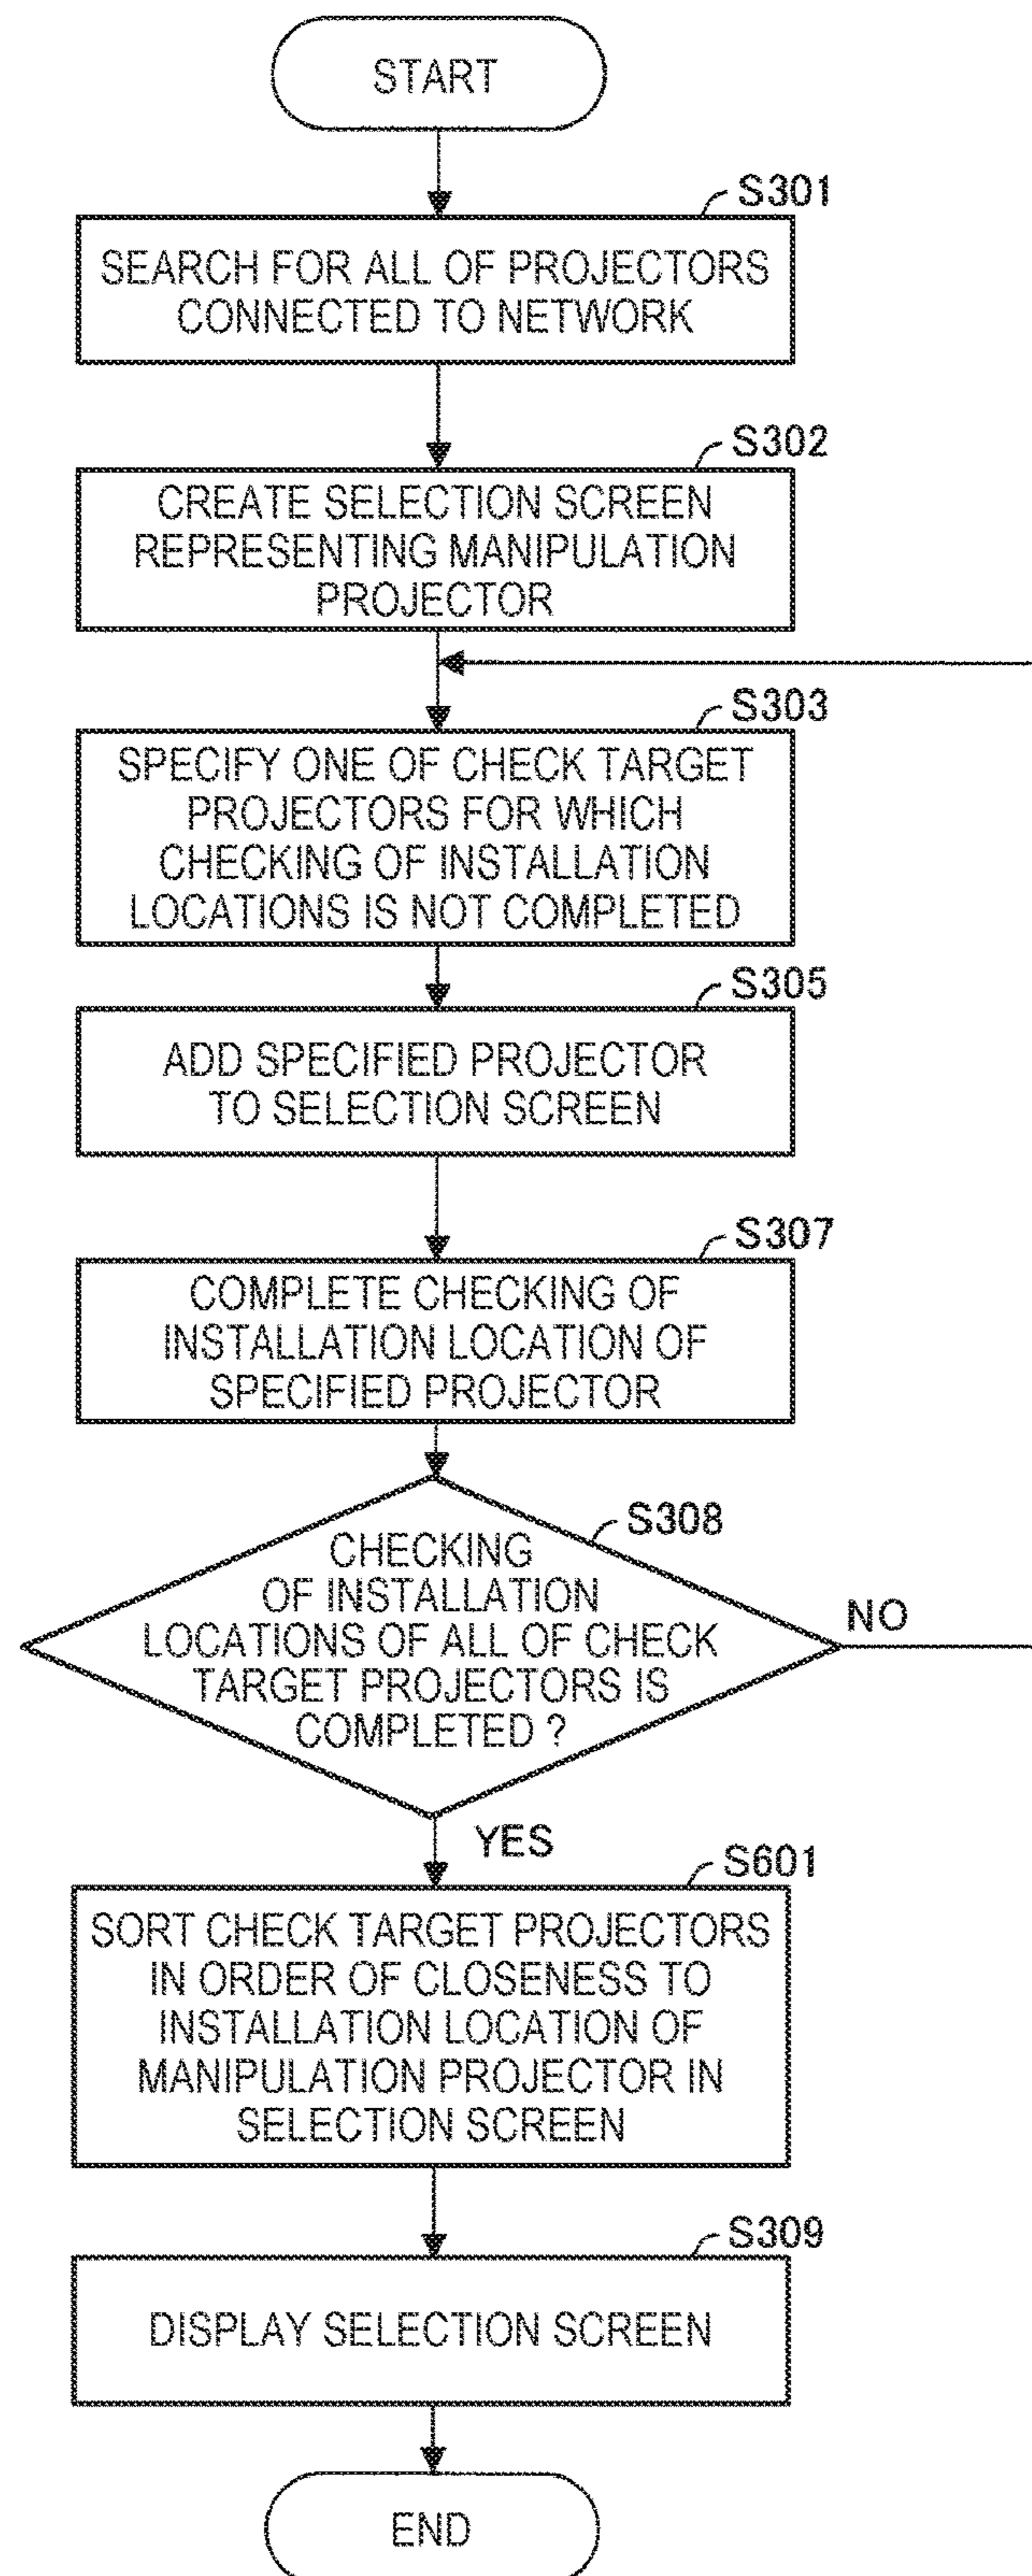 START
S301
SEARCH FOR ALL OF PROJECTORS
CONNECTED TO NETWORK
S302
CREATE SELECTION SCREEN
REPRESENTING MANIPULATION
PROJECTOR
S303
SPECIFY ONE OF CHECK TARGET
PROJECTORS FOR WHICH
CHECKING OF INSTALLATION
LOCATIONS IS NOT COMPLETED
S305
ADD SPECIFIED PROJECTOR
TO SELECTION SCREEN
S307
COMPLETE CHECKING OF
INSTALLATION LOCATION OF
SPECIFIED PROJECTOR
S308
CHECKING
OF INSTALLATION
LOCATIONS OF ALL OF CHECK
TARGET PROJECTORS IS
COMPLETED ?
NO
YES
S601
SORT CHECK TARGET PROJECTORS
IN ORDER OF CLOSENESS TO
INSTALLATION LOCATION OF
MANIPULATION PROJECTOR IN
SELECTION SCREEN
S309
DISPLAY SELECTION SCREEN
END